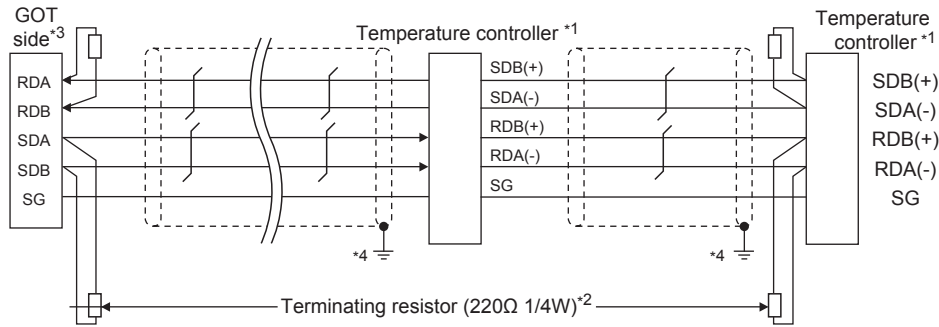 GOT
side*3
Temperature controller *1
Temperature
controller *1
RDA
RDB
SDA
SDB
SG
SDB(+)
SDA(-)
RDB(+)
RDA(-)
SG
SDB(+)
SDA(-)
RDB(+)
RDA(-)
SG
*4
*4
Terminating resistor (220Ω 1/4W)*2